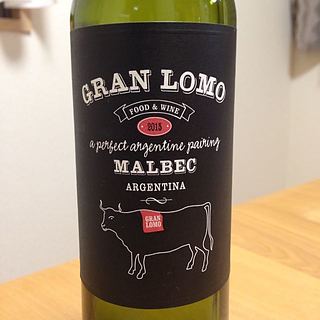 GRAN LOMO
FOOD & WINE
2015
a perfect argentine pairing
MALBEC
ARGENTINA
GRAN
LOMO